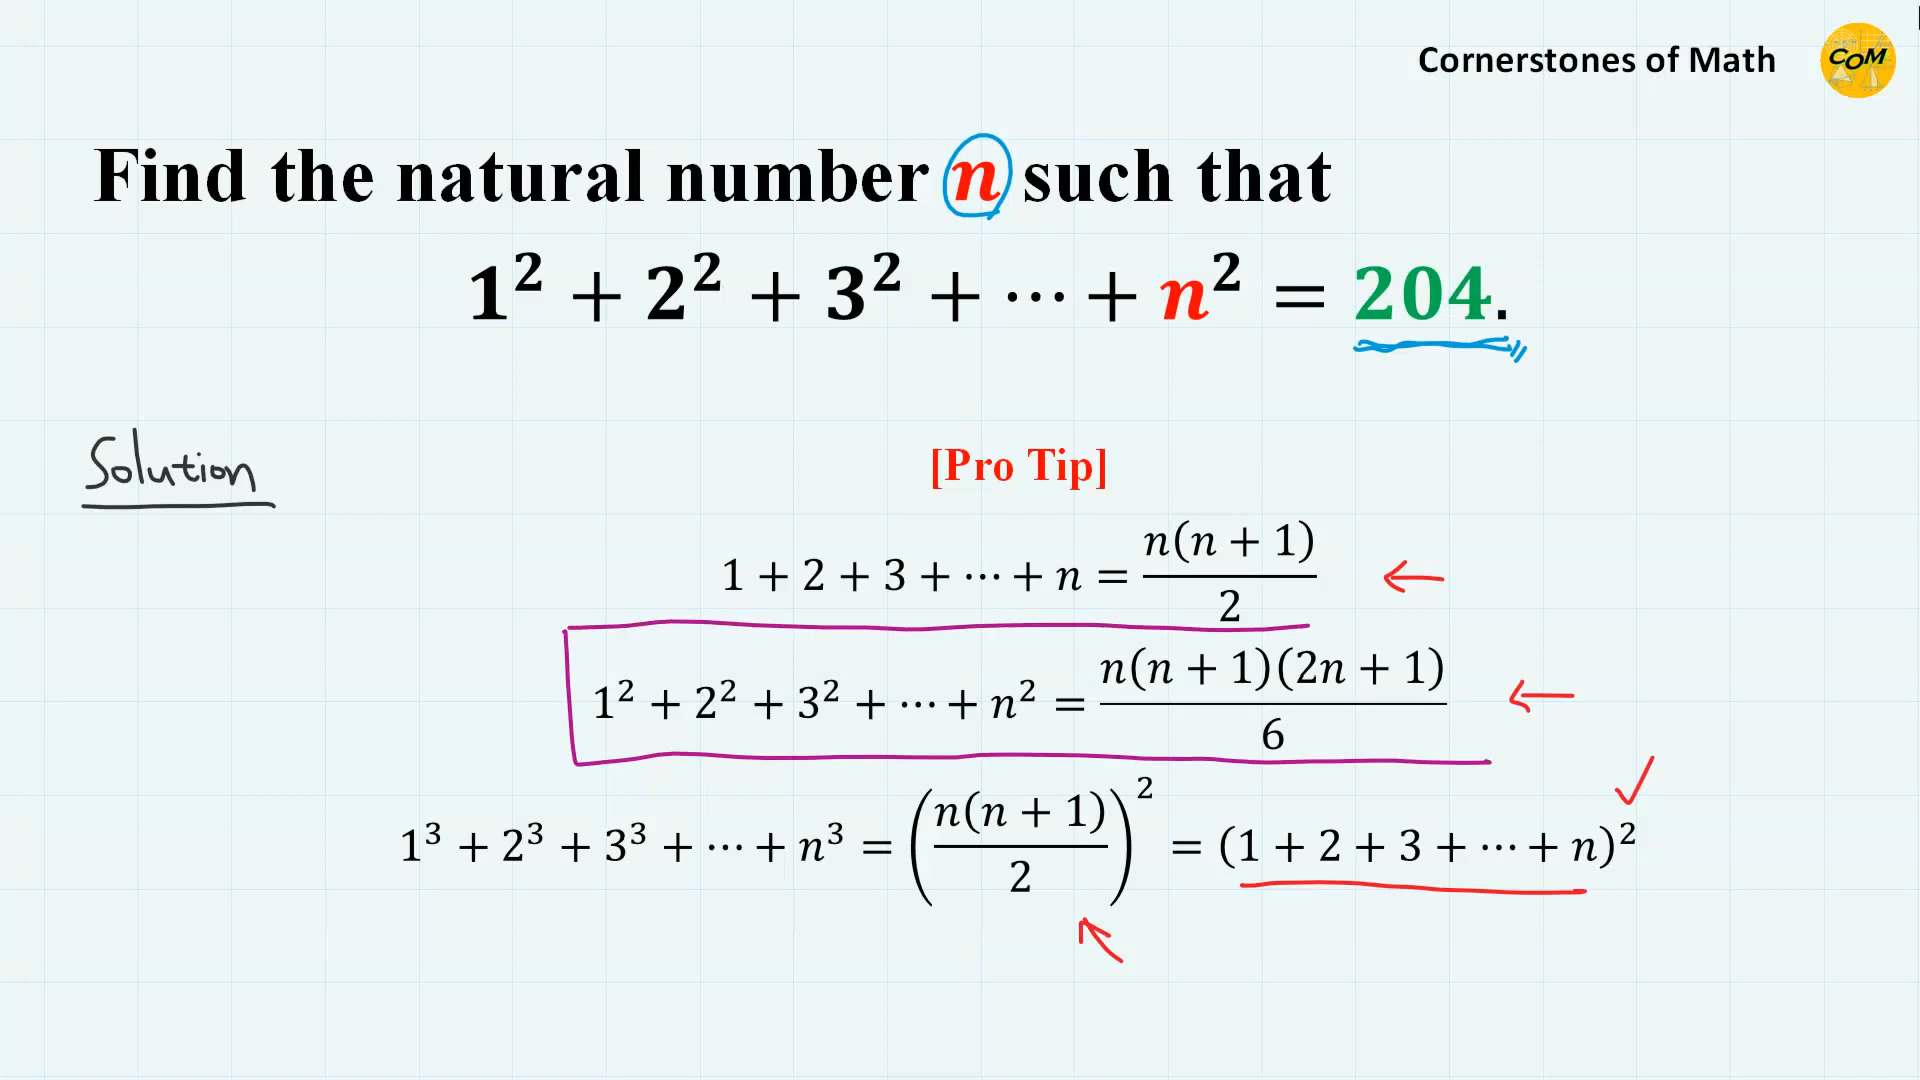 Cornerstones of Math
COM
Find the natural number n such that
1² + 2² + 3² + ⋯ + n² = 204.
Solution
[Pro Tip]
1 + 2 + 3 + ⋯ + n = n(n + 1)/2
1² + 2² + 3² + ⋯ + n² = n(n + 1)(2n + 1)/6
1³ + 2³ + 3³ + ⋯ + n³ = (n(n + 1)/2)² = (1 + 2 + 3 + ⋯ + n)²